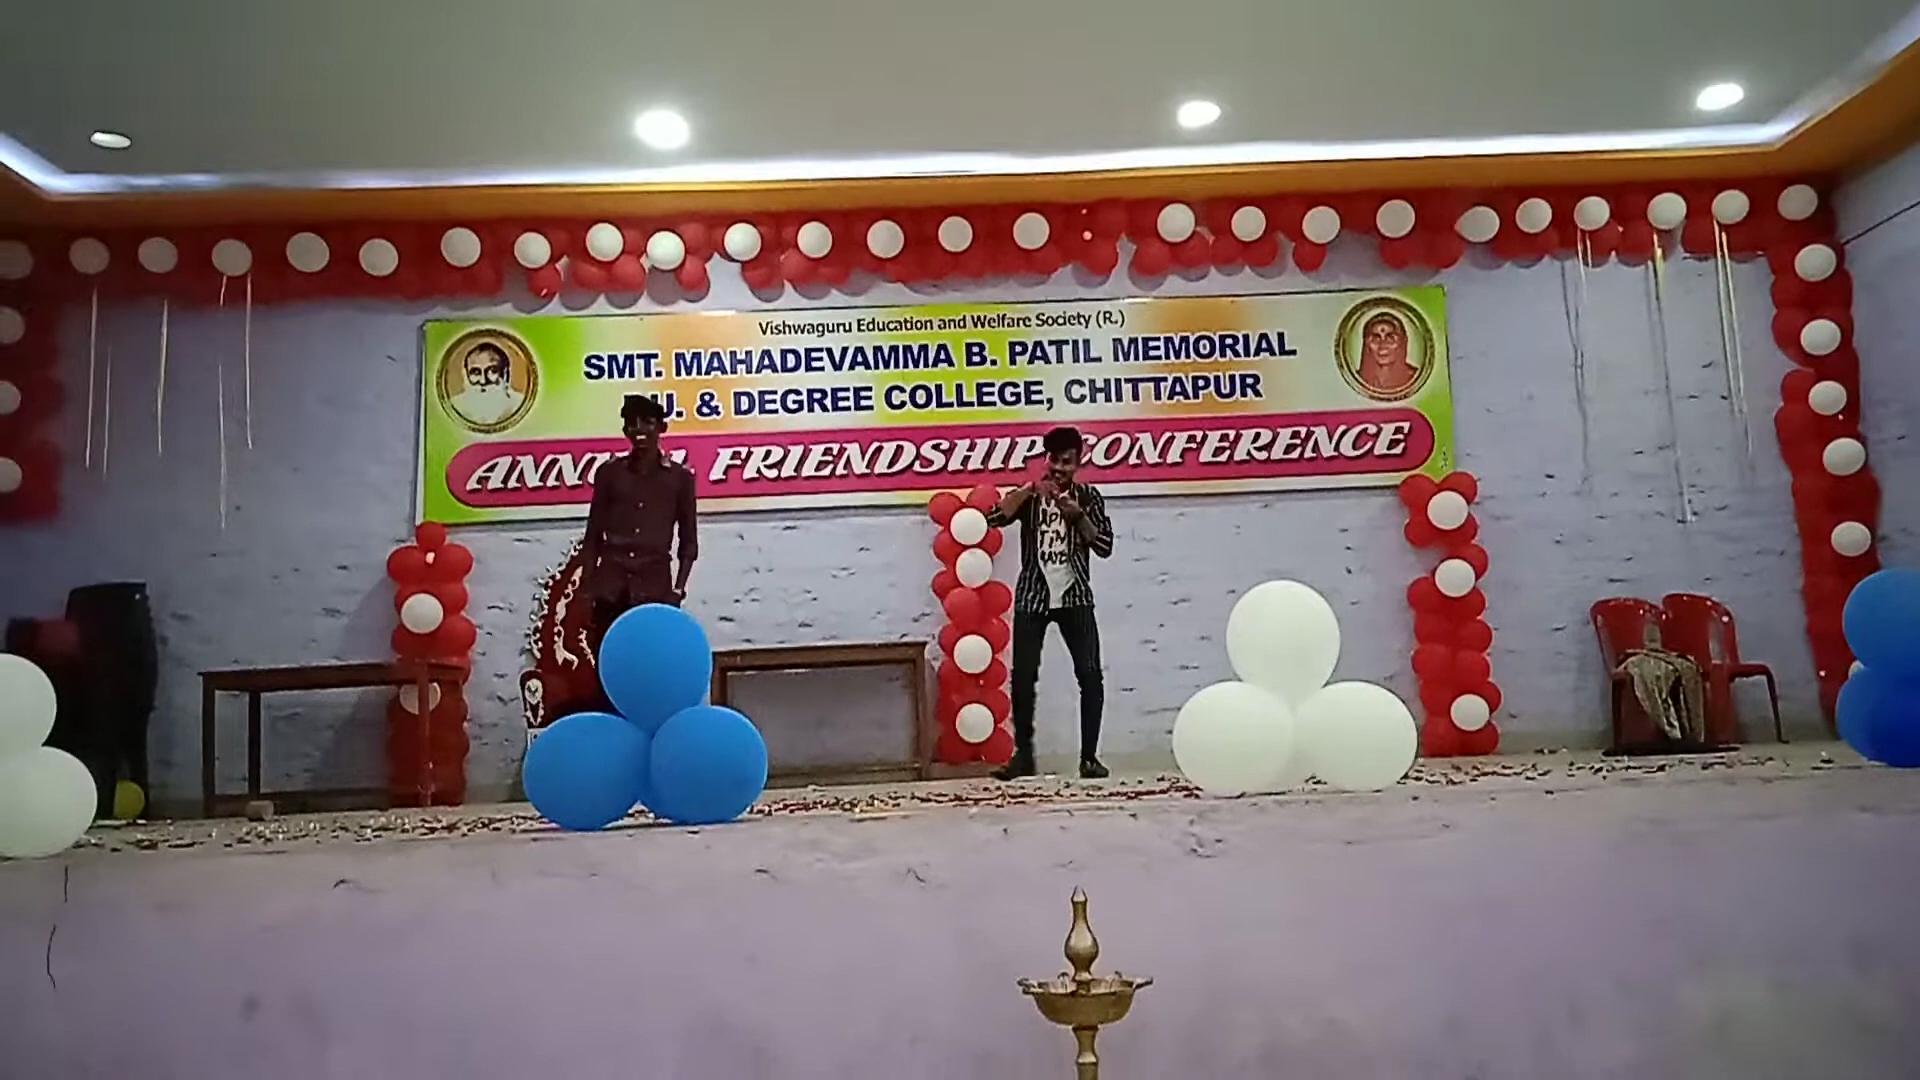 Vishwaguru Education and Welfare Society (R.)
SMT. MAHADEVAMMA B. PATIL MEMORIAL
U. & DEGREE COLLEGE, CHITTAPUR
FRIENDSHIP CONFERENCE